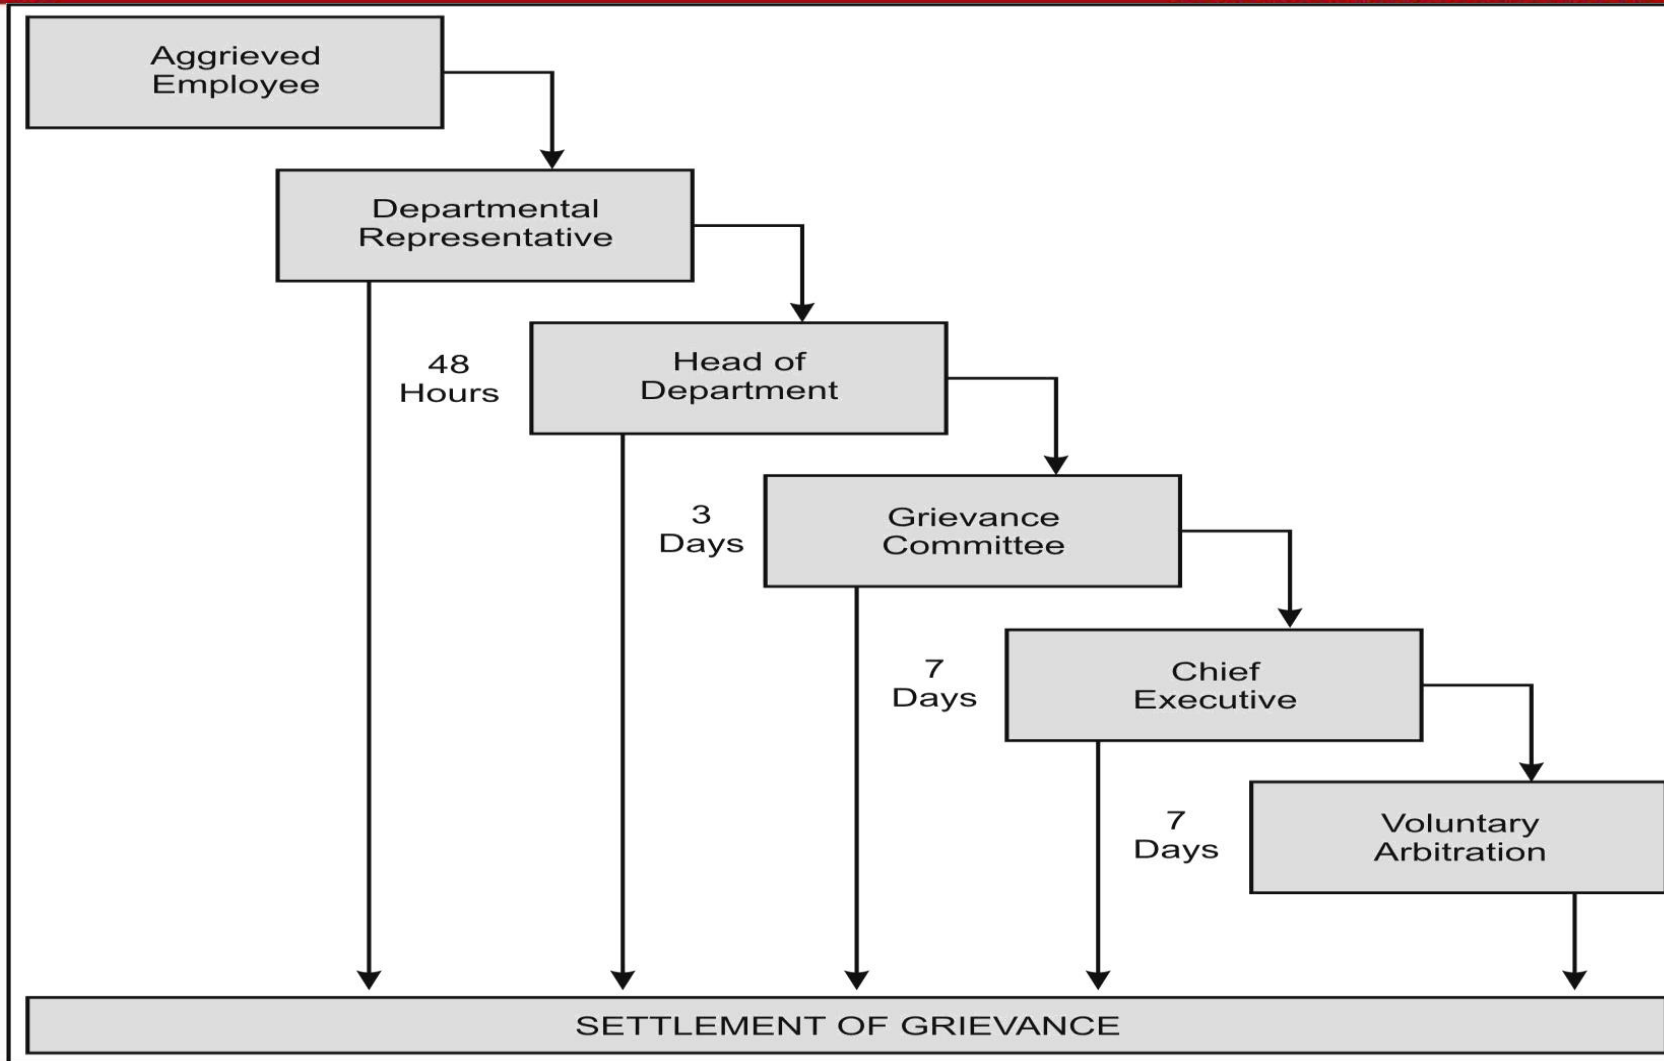 Aggrieved
Employee
Departmental
Representative
48
Hours
Head of
Department
3
Days
Grievance
Committee
7
Days
Chief
Executive
7
Days
Voluntary
Arbitration
SETTLEMENT OF GRIEVANCE